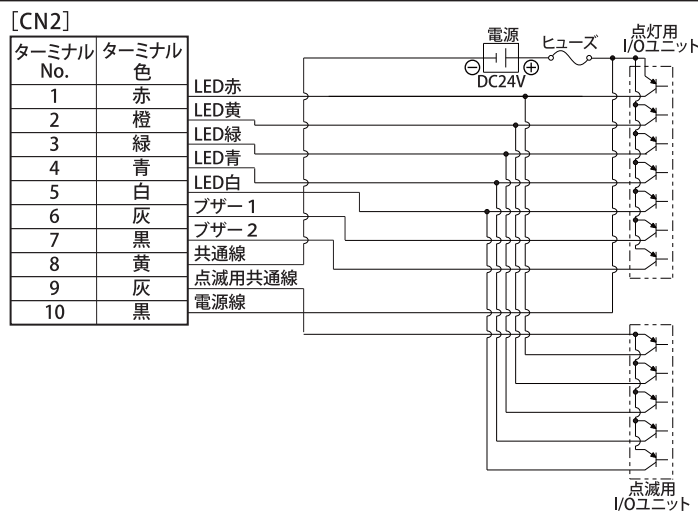 [CN2]
ターミナル No.
ターミナル 色
1 赤
2 橙
3 緑
4 青
5 白
6 灰
7 黒
8 黄
9 灰
10 黒
LED赤
LED黄
LED緑
LED青
LED白
ブザー 1
ブザー 2
共通線
点滅用共通線
電源線
電源
⊖ ⊕
DC24V
ヒューズ
点灯用
I/Oユニット
点滅用
I/Oユニット